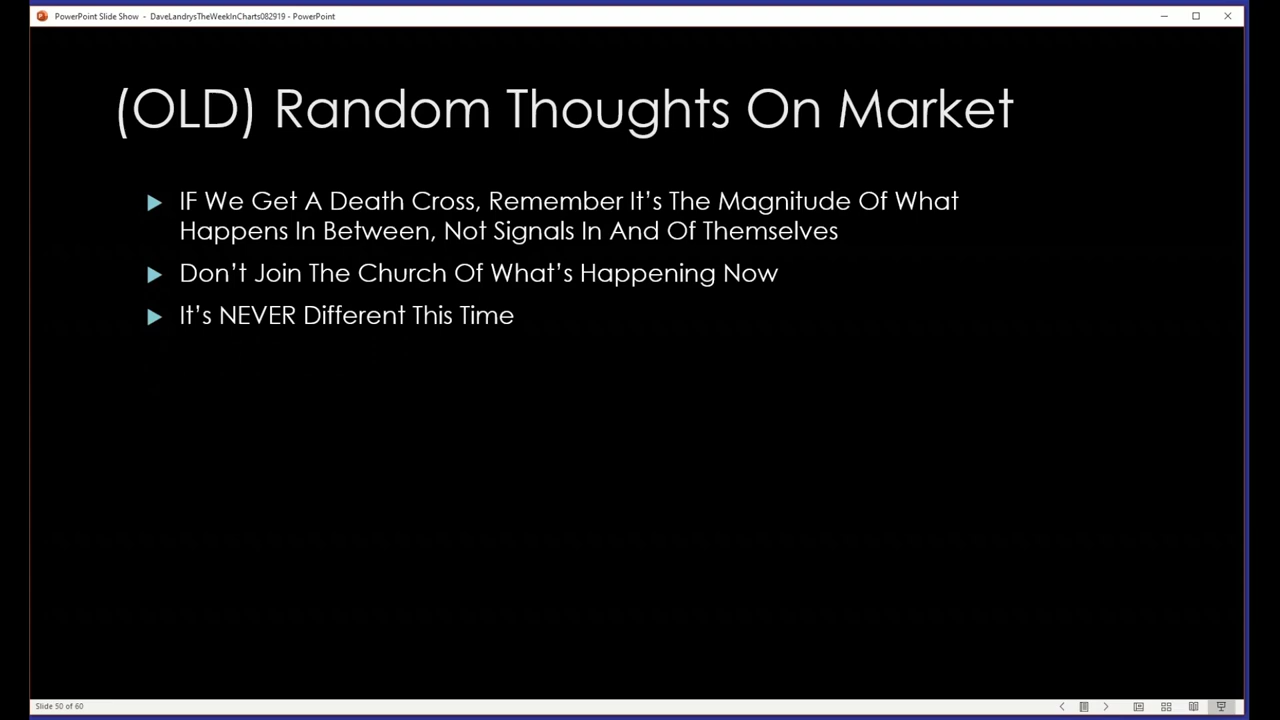 PowerPoint Slide Show - DaveLandrysTheWeekInCharts082919 - PowerPoint
(OLD) Random Thoughts On Market
IF We Get A Death Cross, Remember It's The Magnitude Of What
Happens In Between, Not Signals In And Of Themselves
Don't Join The Church Of What's Happening Now
It's NEVER Different This Time
Slide 50 of 60